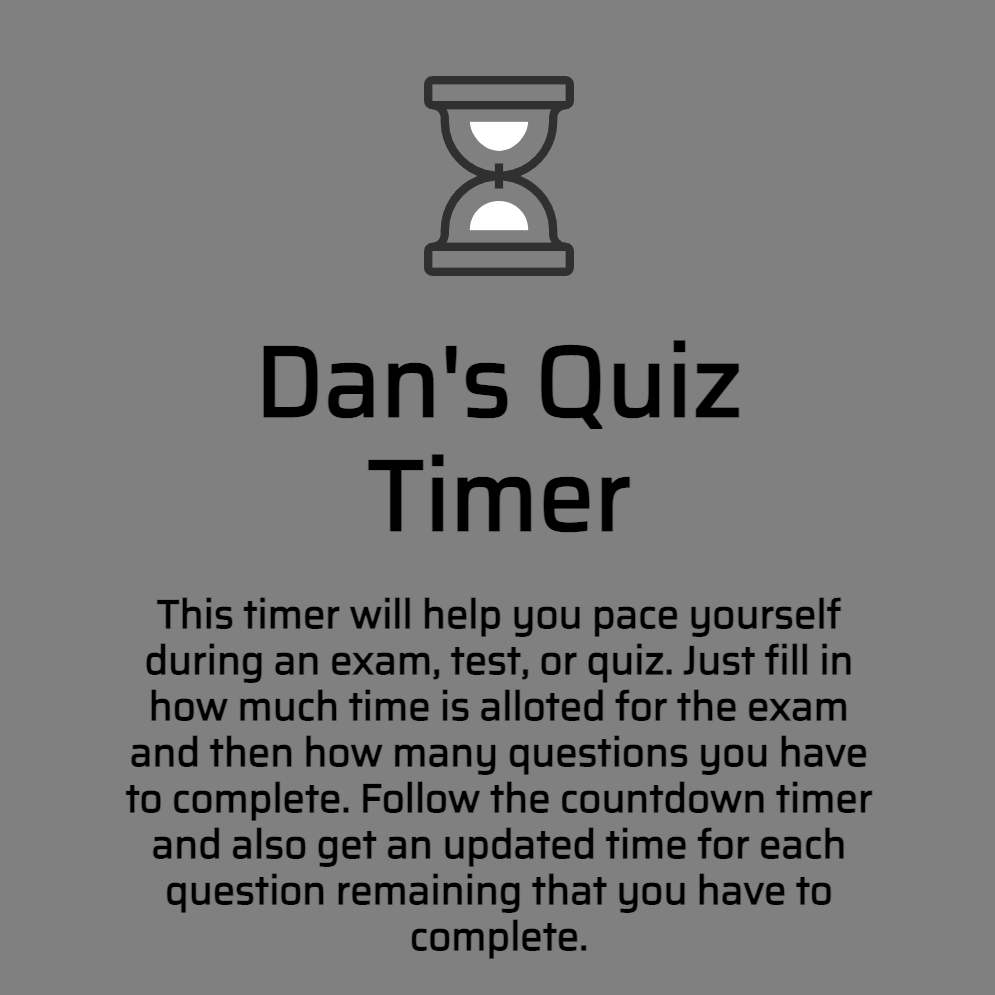 Dan's Quiz
Timer
This timer will help you pace yourself
during an exam, test, or quiz. Just fill in
how much time is alloted for the exam
and then how many questions you have
to complete. Follow the countdown timer
and also get an updated time for each
question remaining that you have to
complete.